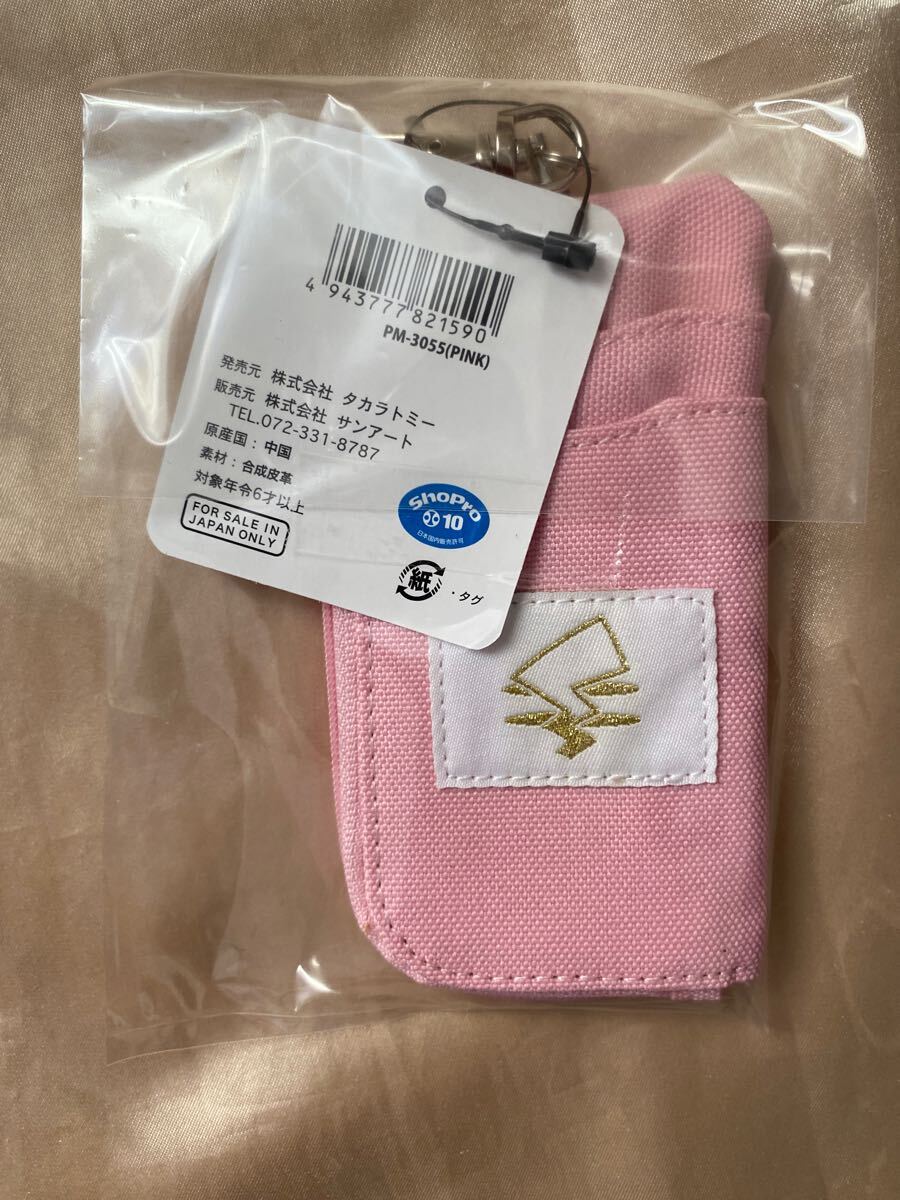 4 943777 821590
PM-3055(PINK)
発売元 株式会社 タカラトミー
販売元 株式会社 サンアート
TEL.072-331-8787
原産国：中国
素材：合成皮革
対象年令6才以上
FOR SALE IN
JAPAN ONLY
ShoPro
10
日本国内販売許可
紙
・タグ